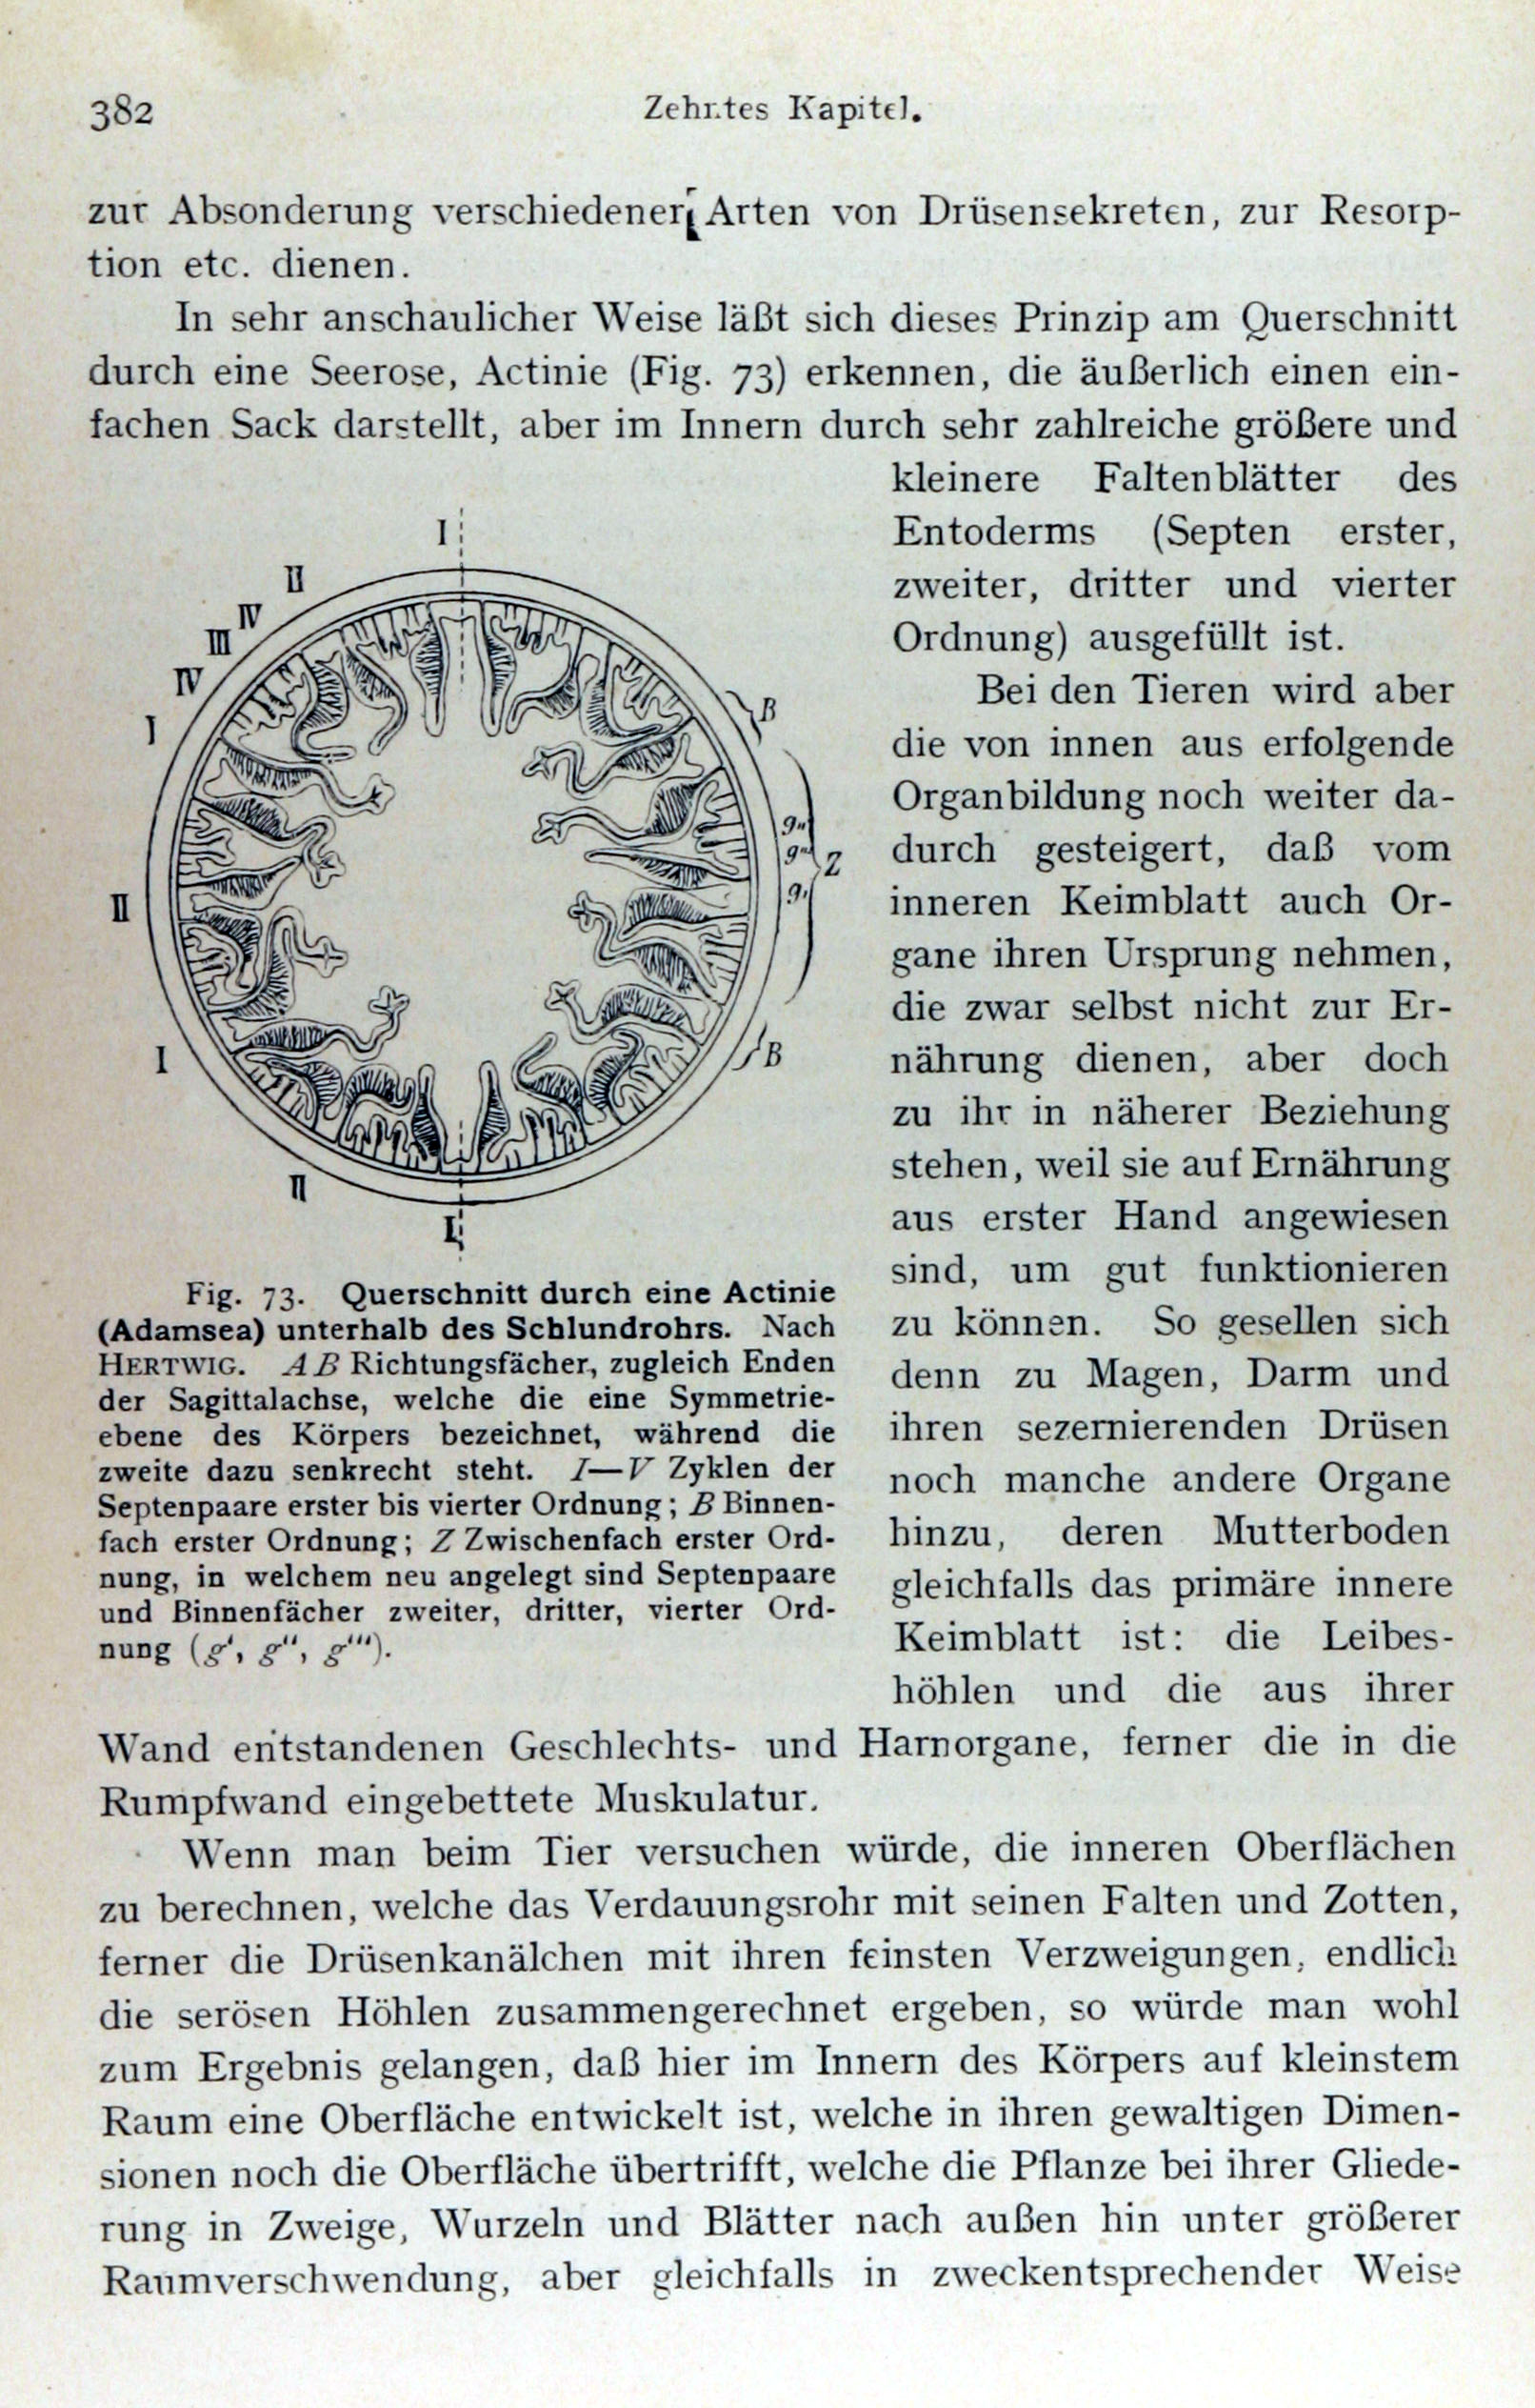 382
Zehntes Kapitel.
zur Absonderung verschiedener Arten von Drüsensekreten, zur Resorp-
tion etc. dienen.
In sehr anschaulicher Weise läßt sich dieses Prinzip am Querschnitt
durch eine Seerose, Actinie (Fig. 73) erkennen, die äußerlich einen ein-
fachen Sack darstellt, aber im Innern durch sehr zahlreiche größere und
kleinere Faltenblätter des
Entoderms (Septen erster,
zweiter, dritter und vierter
Ordnung) ausgefüllt ist.
Bei den Tieren wird aber
die von innen aus erfolgende
Organbildung noch weiter da-
durch gesteigert, daß vom
inneren Keimblatt auch Or-
gane ihren Ursprung nehmen,
die zwar selbst nicht zur Er-
nährung dienen, aber doch
zu ihr in näherer Beziehung
stehen, weil sie auf Ernährung
aus erster Hand angewiesen
sind, um gut funktionieren
zu können. So gesellen sich
denn zu Magen, Darm und
ihren sezernierenden Drüsen
noch manche andere Organe
hinzu, deren Mutterboden
gleichfalls das primäre innere
Keimblatt ist: die Leibes-
höhlen und die aus ihrer
I
II
IV
III
IV
I
II
I
II
I
B
g'''
g''
Z
g'
B
Fig. 73. Querschnitt durch eine Actinie
(Adamsea) unterhalb des Schlundrohrs. Nach
HERTWIG. A B Richtungsfächer, zugleich Enden
der Sagittalachse, welche die eine Symmetrie-
ebene des Körpers bezeichnet, während die
zweite dazu senkrecht steht. I—V Zyklen der
Septenpaare erster bis vierter Ordnung; B Binnen-
fach erster Ordnung; Z Zwischenfach erster Ord-
nung, in welchem neu angelegt sind Septenpaare
und Binnenfächer zweiter, dritter, vierter Ord-
nung (g', g'', g''').
Wand entstandenen Geschlechts- und Harnorgane, ferner die in die
Rumpfwand eingebettete Muskulatur.
Wenn man beim Tier versuchen würde, die inneren Oberflächen
zu berechnen, welche das Verdauungsrohr mit seinen Falten und Zotten,
ferner die Drüsenkanälchen mit ihren feinsten Verzweigungen, endlich
die serösen Höhlen zusammengerechnet ergeben, so würde man wohl
zum Ergebnis gelangen, daß hier im Innern des Körpers auf kleinstem
Raum eine Oberfläche entwickelt ist, welche in ihren gewaltigen Dimen-
sionen noch die Oberfläche übertrifft, welche die Pflanze bei ihrer Gliede-
rung in Zweige, Wurzeln und Blätter nach außen hin unter größerer
Raumverschwendung, aber gleichfalls in zweckentsprechender Weise